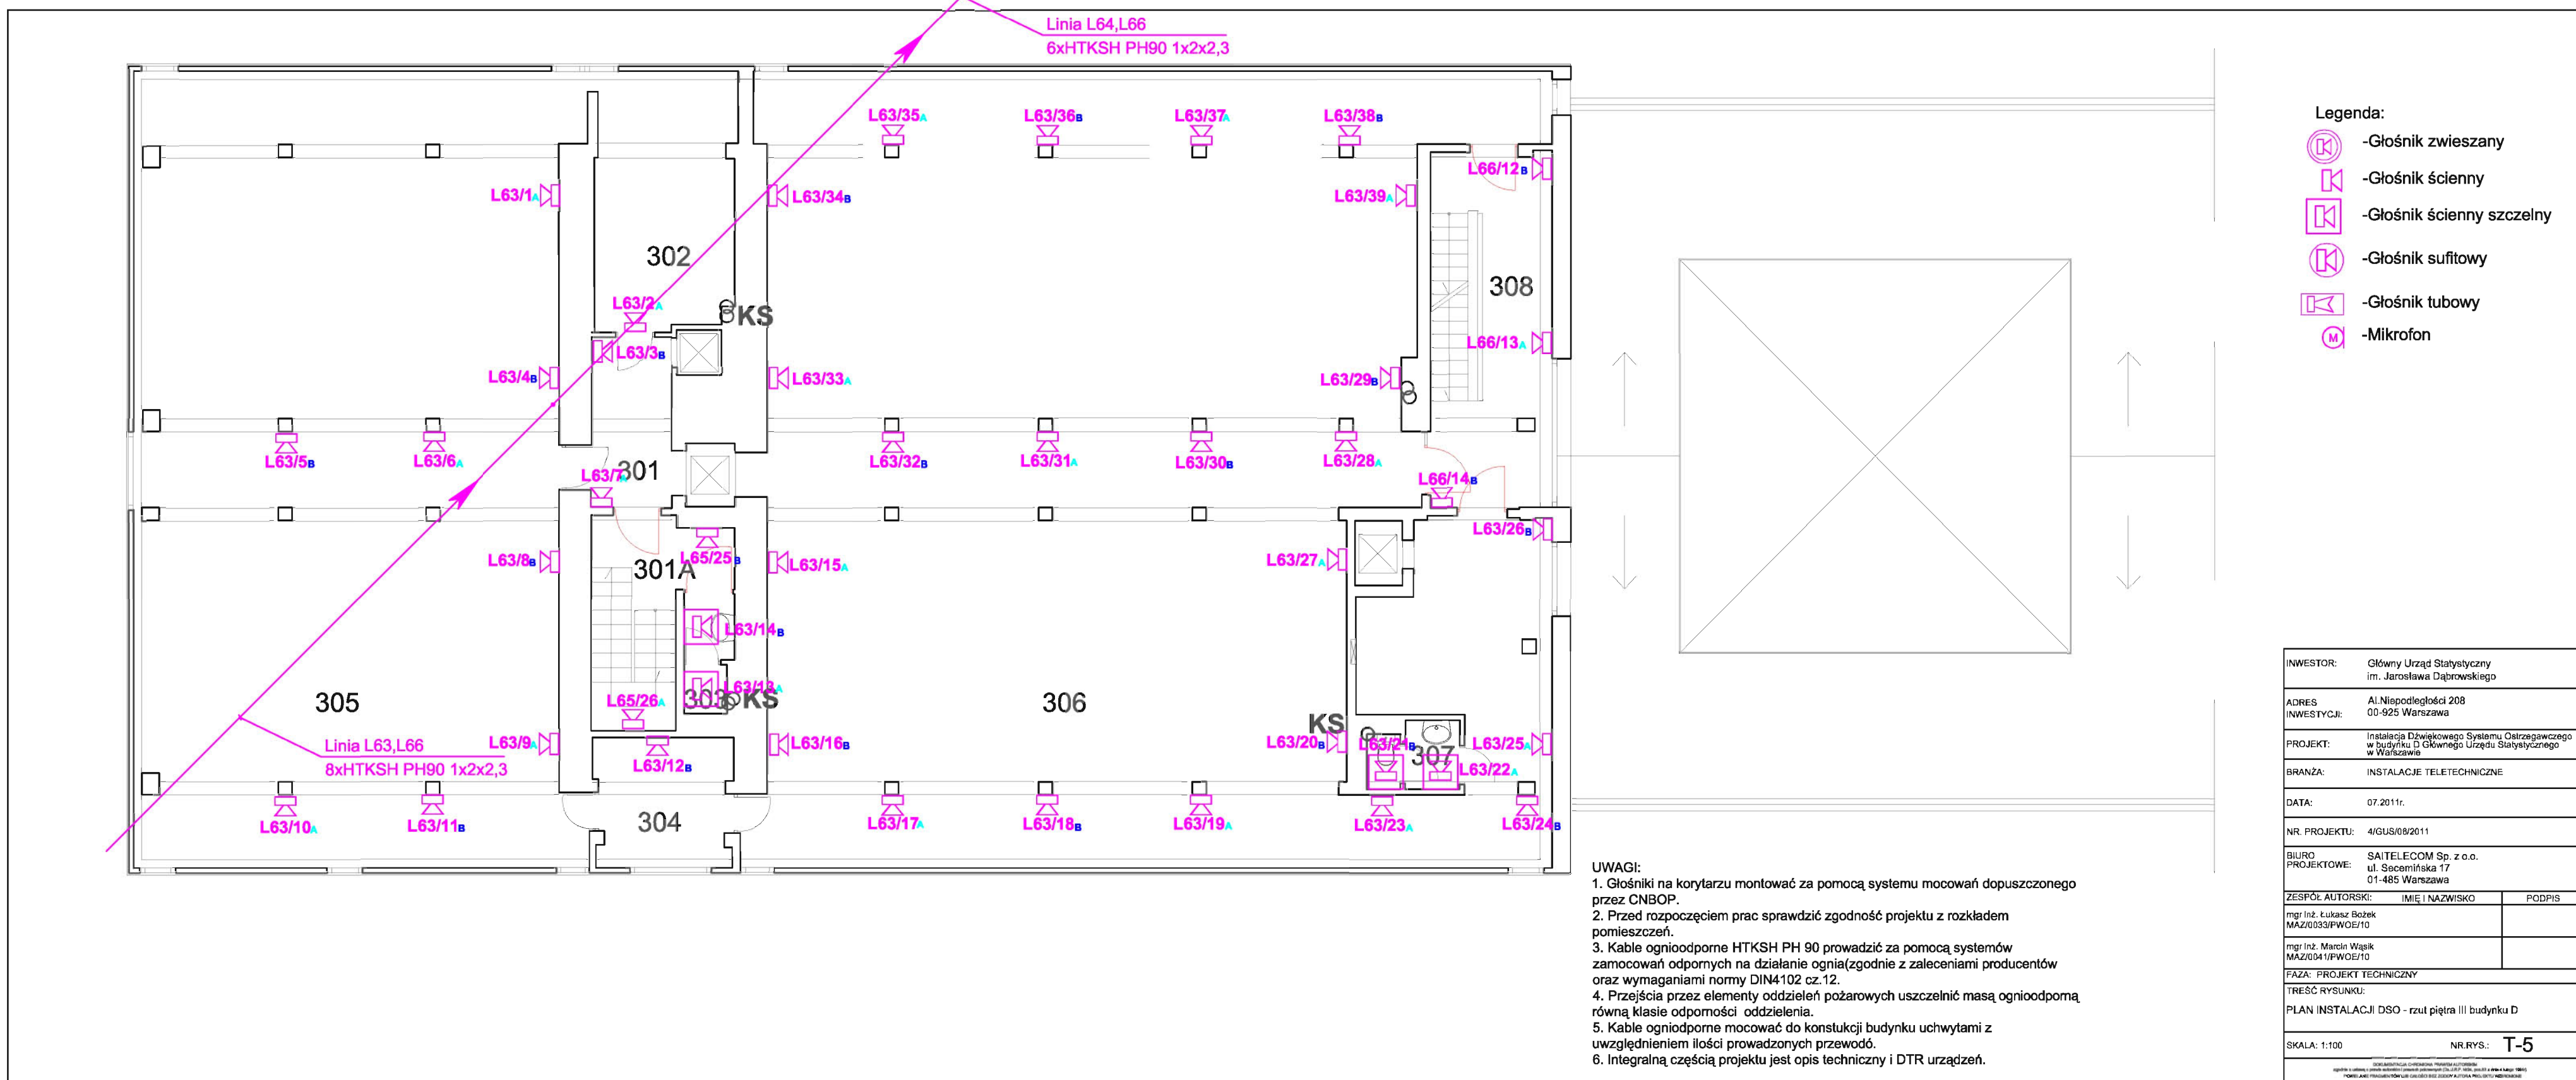 Linia L64,L66
6xHTKSH PH90 1x2x2,3
L63/35A
L63/36B
L63/37A
L63/38B
L66/12B
L63/1A
L63/34B
L63/39A
302
308
L63/2A
KS
L63/3B
L66/13A
L63/4B
L63/33A
L63/29B
L63/5B
L63/6A
301
L63/32B
L63/31A
L63/30B
L63/28A
L63/7A
L66/14B
L63/26B
L63/8B
L65/25B
301A
L63/15A
L63/27A
L63/14B
L63/13A
303
KS
305
L65/26A
306
KS
Linia L63,L66
8xHTKSH PH90 1x2x2,3
L63/9A
L63/16B
L63/20B
L63/21B
L63/25A
307
L63/12B
L63/22A
L63/10A
L63/11B
304
L63/17A
L63/18B
L63/19A
L63/23A
L63/24B
Legenda:
-Głośnik zwieszany
-Głośnik ścienny
-Głośnik ścienny szczelny
-Głośnik sufitowy
-Głośnik tubowy
M -Mikrofon
UWAGI:
1. Głośniki na korytarzu montować za pomocą systemu mocowań dopuszczonego
przez CNBOP.
2. Przed rozpoczęciem prac sprawdzić zgodność projektu z rozkładem
pomieszczeń.
3. Kable ognioodporne HTKSH PH 90 prowadzić za pomocą systemów
zamocowań odpornych na działanie ognia(zgodnie z zaleceniami producentów
oraz wymaganiami normy DIN4102 cz.12.
4. Przejścia przez elementy oddzieleń pożarowych uszczelnić masą ognioodporną
równą klasie odporności oddzielenia.
5. Kable ogniodporne mocować do konstukcji budynku uchwytami z
uwzględnieniem ilości prowadzonych przewodó.
6. Integralną częścią projektu jest opis techniczny i DTR urządzeń.
INWESTOR: Główny Urząd Statystyczny
im. Jarosława Dąbrowskiego
ADRES INWESTYCJI: Al.Niepodległości 208
00-925 Warszawa
PROJEKT: Instalacja Dźwiękowego Systemu Ostrzegawczego
w budyńku D Głównego Urzędu Statystycznego
w Warszawie
BRANŻA: INSTALACJE TELETECHNICZNE
DATA: 07.2011r.
NR. PROJEKTU: 4/GUS/08/2011
BIURO PROJEKTOWE: SAITELECOM Sp. z o.o.
ul. Secemińska 17
01-485 Warszawa
ZESPÓŁ AUTORSKI: IMIĘ I NAZWISKO PODPIS
mgr inż. Łukasz Bożek
MAZ/0033/PWOE/10
mgr inż. Marcin Wąsik
MAZ/0041/PWOE/10
FAZA: PROJEKT TECHNICZNY
TREŚĆ RYSUNKU:
PLAN INSTALACJI DSO - rzut piętra III budynku D
SKALA: 1:100 NR.RYS.: T-5